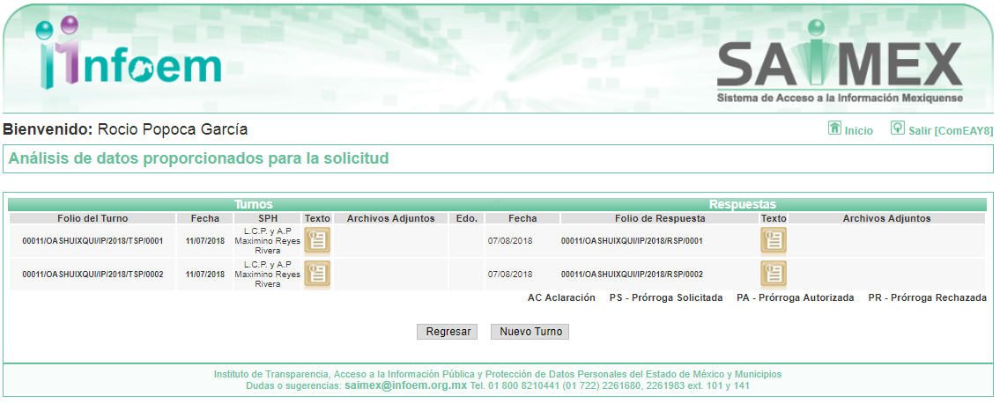 infoem
SAIMEX
Sistema de Acceso a la Información Mexiquense
Bienvenido: Rocio Popoca García
Inicio Salir [ComEAY8]
Análisis de datos proporcionados para la solicitud
Turnos Respuestas
Folio del Turno Fecha SPH Texto Archivos Adjuntos Edo. Fecha Folio de Respuesta Texto Archivos Adjuntos
00011/OASHUIXQUI/IP/2018/TSP/0001 11/07/2018 L.C.P. y A.P Maximino Reyes Rivera 07/08/2018 00011/OASHUIXQUI/IP/2018/RSP/0001
00011/OASHUIXQUI/IP/2018/TSP/0002 11/07/2018 L.C.P. y A.P Maximino Reyes Rivera 07/08/2018 00011/OASHUIXQUI/IP/2018/RSP/0002
AC Aclaración PS - Prórroga Solicitada PA - Prórroga Autorizada PR - Prórroga Rechazada
Regresar Nuevo Turno
Instituto de Transparencia, Acceso a la Información Pública y Protección de Datos Personales del Estado de México y Municipios
Dudas o sugerencias: saimex@infoem.org.mx Tel. 01 800 8210441 (01 722) 2261680, 2261983 ext. 101 y 141